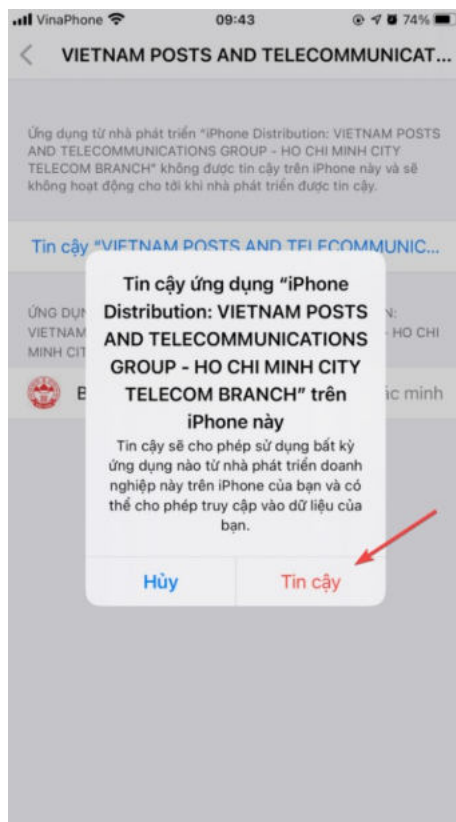 VinaPhone 09:43 74%
VIETNAM POSTS AND TELECOMMUNICAT...
Ứng dụng từ nhà phát triển "iPhone Distribution: VIETNAM POSTS
AND TELECOMMUNICATIONS GROUP - HO CHI MINH CITY
TELECOM BRANCH" không được tin cậy trên iPhone này và sẽ
không hoạt động cho tới khi nhà phát triển được tin cậy.
Tin cậy "VIETNAM POSTS AND TELECOMMUNIC...
ỨNG DỤN
VIETNAM - HO CHI
MINH CIT
B ác minh
Tin cậy ứng dụng “iPhone
Distribution: VIETNAM POSTS
AND TELECOMMUNICATIONS
GROUP - HO CHI MINH CITY
TELECOM BRANCH” trên
iPhone này
Tin cậy sẽ cho phép sử dụng bất kỳ
ứng dụng nào từ nhà phát triển doanh
nghiệp này trên iPhone của bạn và có
thể cho phép truy cập vào dữ liệu của
bạn.
Hủy Tin cậy